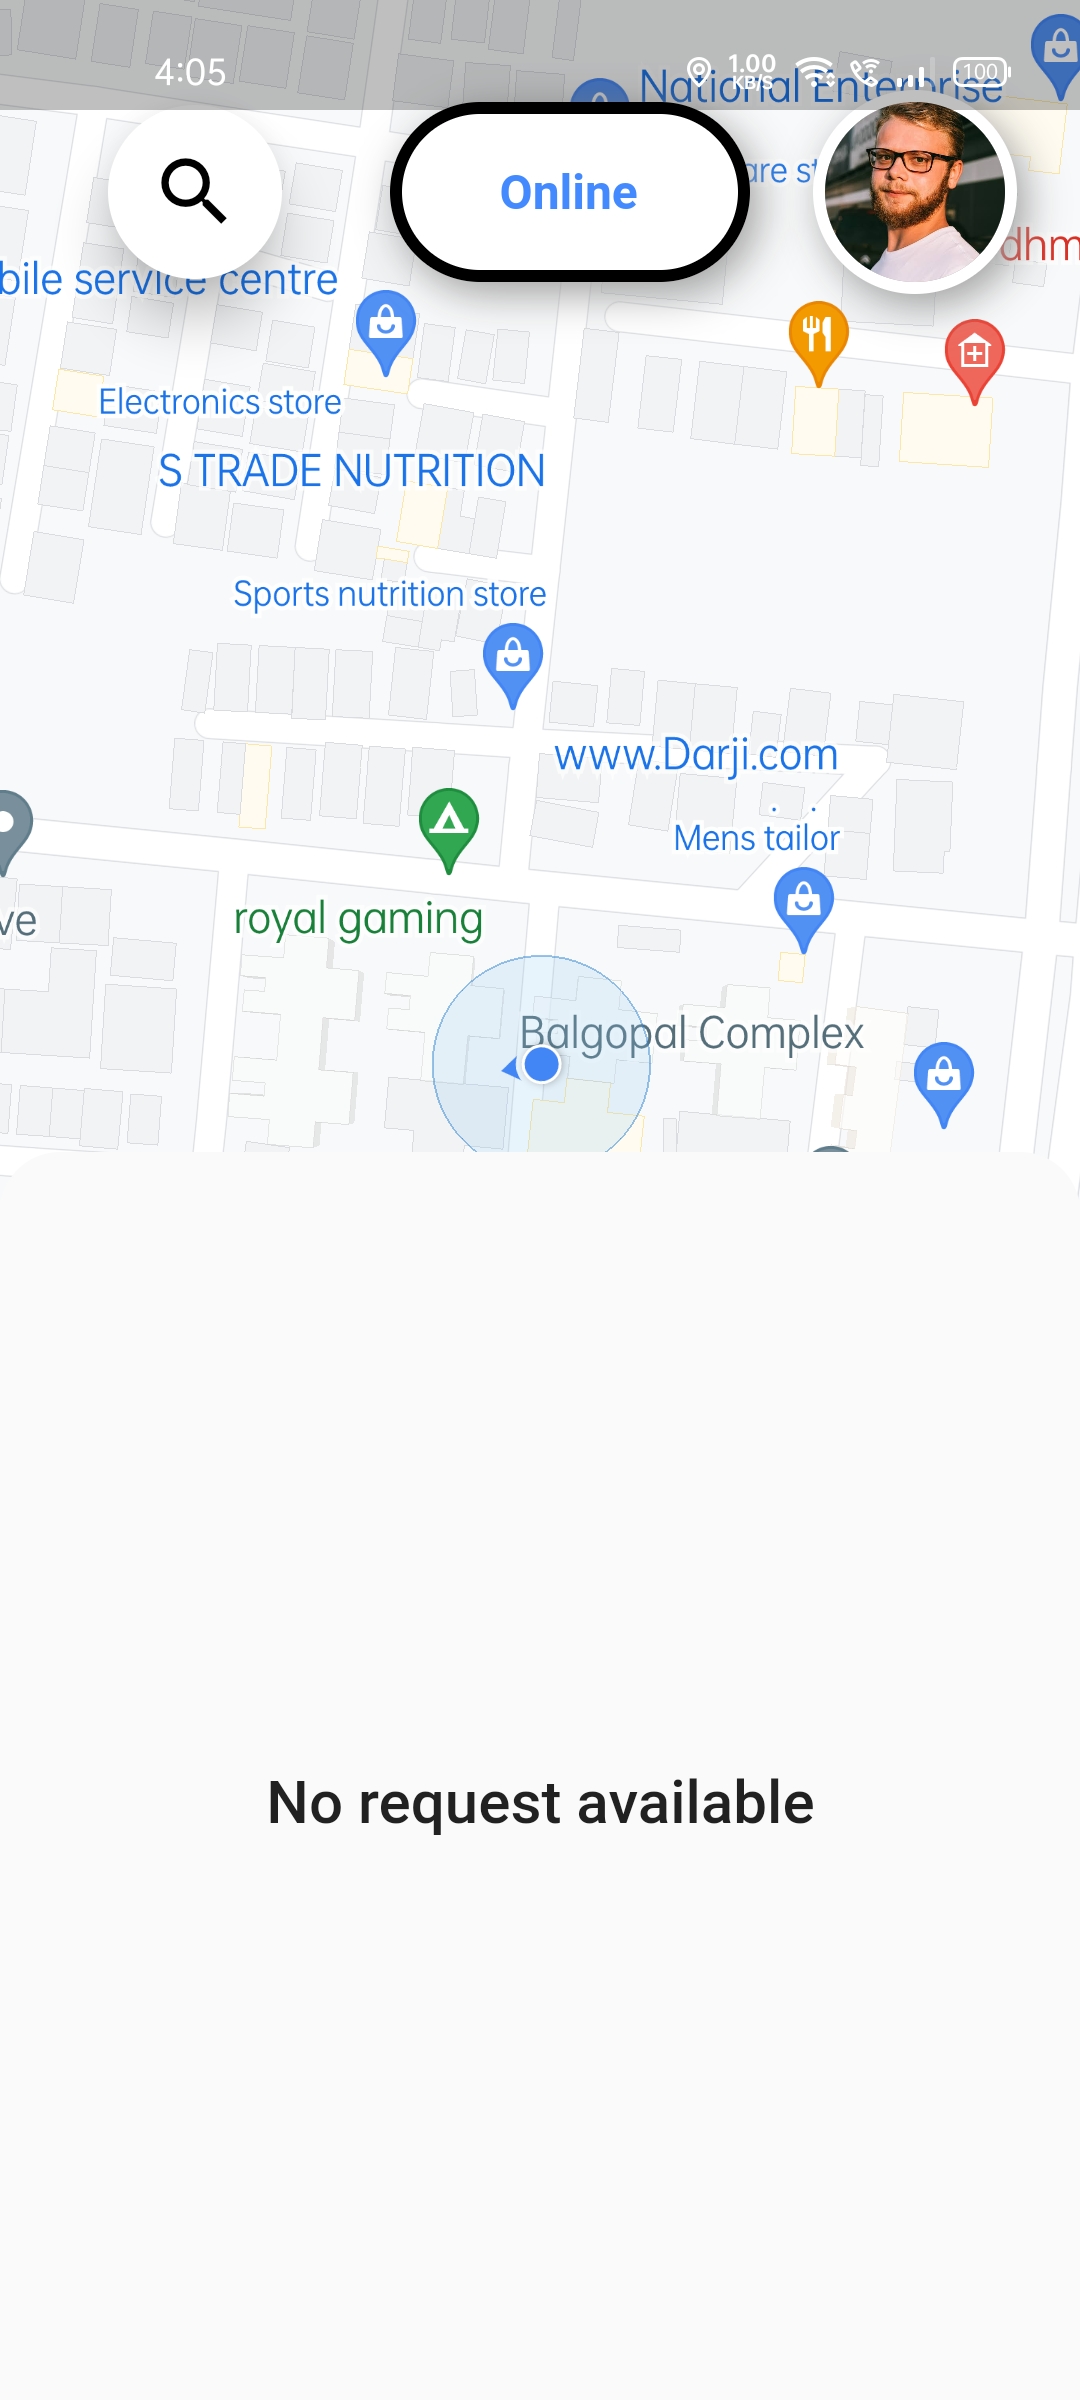 4:05
1.00
KB/S
100
National Enterprise
Online
are st
dhm
bile service centre
Electronics store
S TRADE NUTRITION
Sports nutrition store
www.Darji.com
Mens tailor
royal gaming
ve
Balgopal Complex
No request available